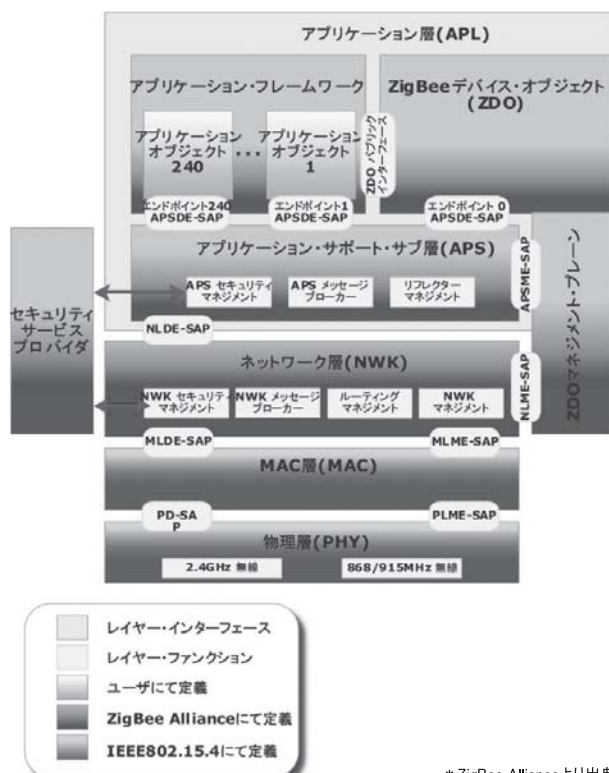 アプリケーション層(APL)
アプリケーション・フレームワーク
ZigBeeデバイス・オブジェクト
(ZDO)
アプリケーション
オブジェクト
240
・・・
アプリケーション
オブジェクト
1
ZDO パブリック
インターフェース
エンドポイント240
APSDE-SAP
エンドポイント1
APSDE-SAP
エンドポイント 0
APSDE-SAP
アプリケーション・サポート・サブ層(APS)
APS セキュリティ
マネジメント
APS メッセージ
ブローカー
リフレクター
マネジメント
APSME-SAP
セキュリティ
サービス
プロバイダ
NLDE-SAP
ネットワーク層(NWK)
NWK セキュリティ
マネジメント
NWK メッセージ
ブローカー
ルーティング
マネジメント
NWK
マネジメント
NLME-SAP
ZDOマネジメント・プレーン
MLDE-SAP
MLME-SAP
MAC層(MAC)
PD-SA
P
PLME-SAP
物理層(PHY)
2.4GHz 無線
868/915MHz 無線
レイヤー・インターフェース
レイヤー・ファンクション
ユーザにて定義
ZigBee Allianceにて定義
IEEE802.15.4にて定義
* ZigBee Allianceより出典